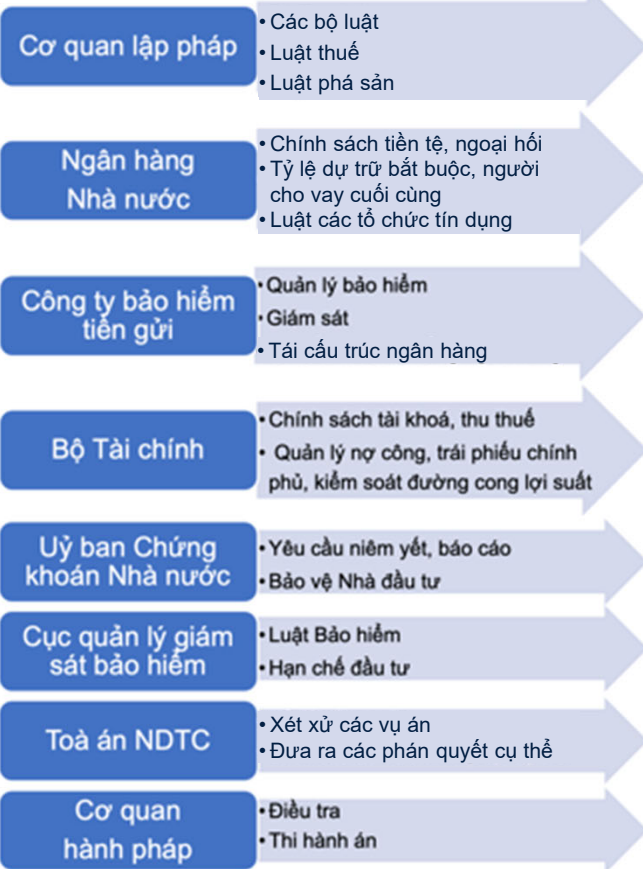 Cơ quan lập pháp
• Các bộ luật
• Luật thuế
• Luật phá sản
Ngân hàng
Nhà nước
• Chính sách tiền tệ, ngoại hối
• Tỷ lệ dự trữ bắt buộc, người
cho vay cuối cùng
• Luật các tổ chức tín dụng
Công ty bảo hiểm
tiền gửi
• Quản lý bảo hiểm
• Giám sát
• Tái cấu trúc ngân hàng
Bộ Tài chính
• Chính sách tài khoá, thu thuế
• Quản lý nợ công, trái phiếu chính
phủ, kiểm soát đường cong lợi suất
Uỷ ban Chứng
khoán Nhà nước
• Yêu cầu niêm yết, báo cáo
• Bảo vệ Nhà đầu tư
Cục quản lý giám
sát bảo hiểm
• Luật Bảo hiểm
• Hạn chế đầu tư
Toà án NDTC
• Xét xử các vụ án
• Đưa ra các phán quyết cụ thể
Cơ quan
hành pháp
• Điều tra
• Thi hành án